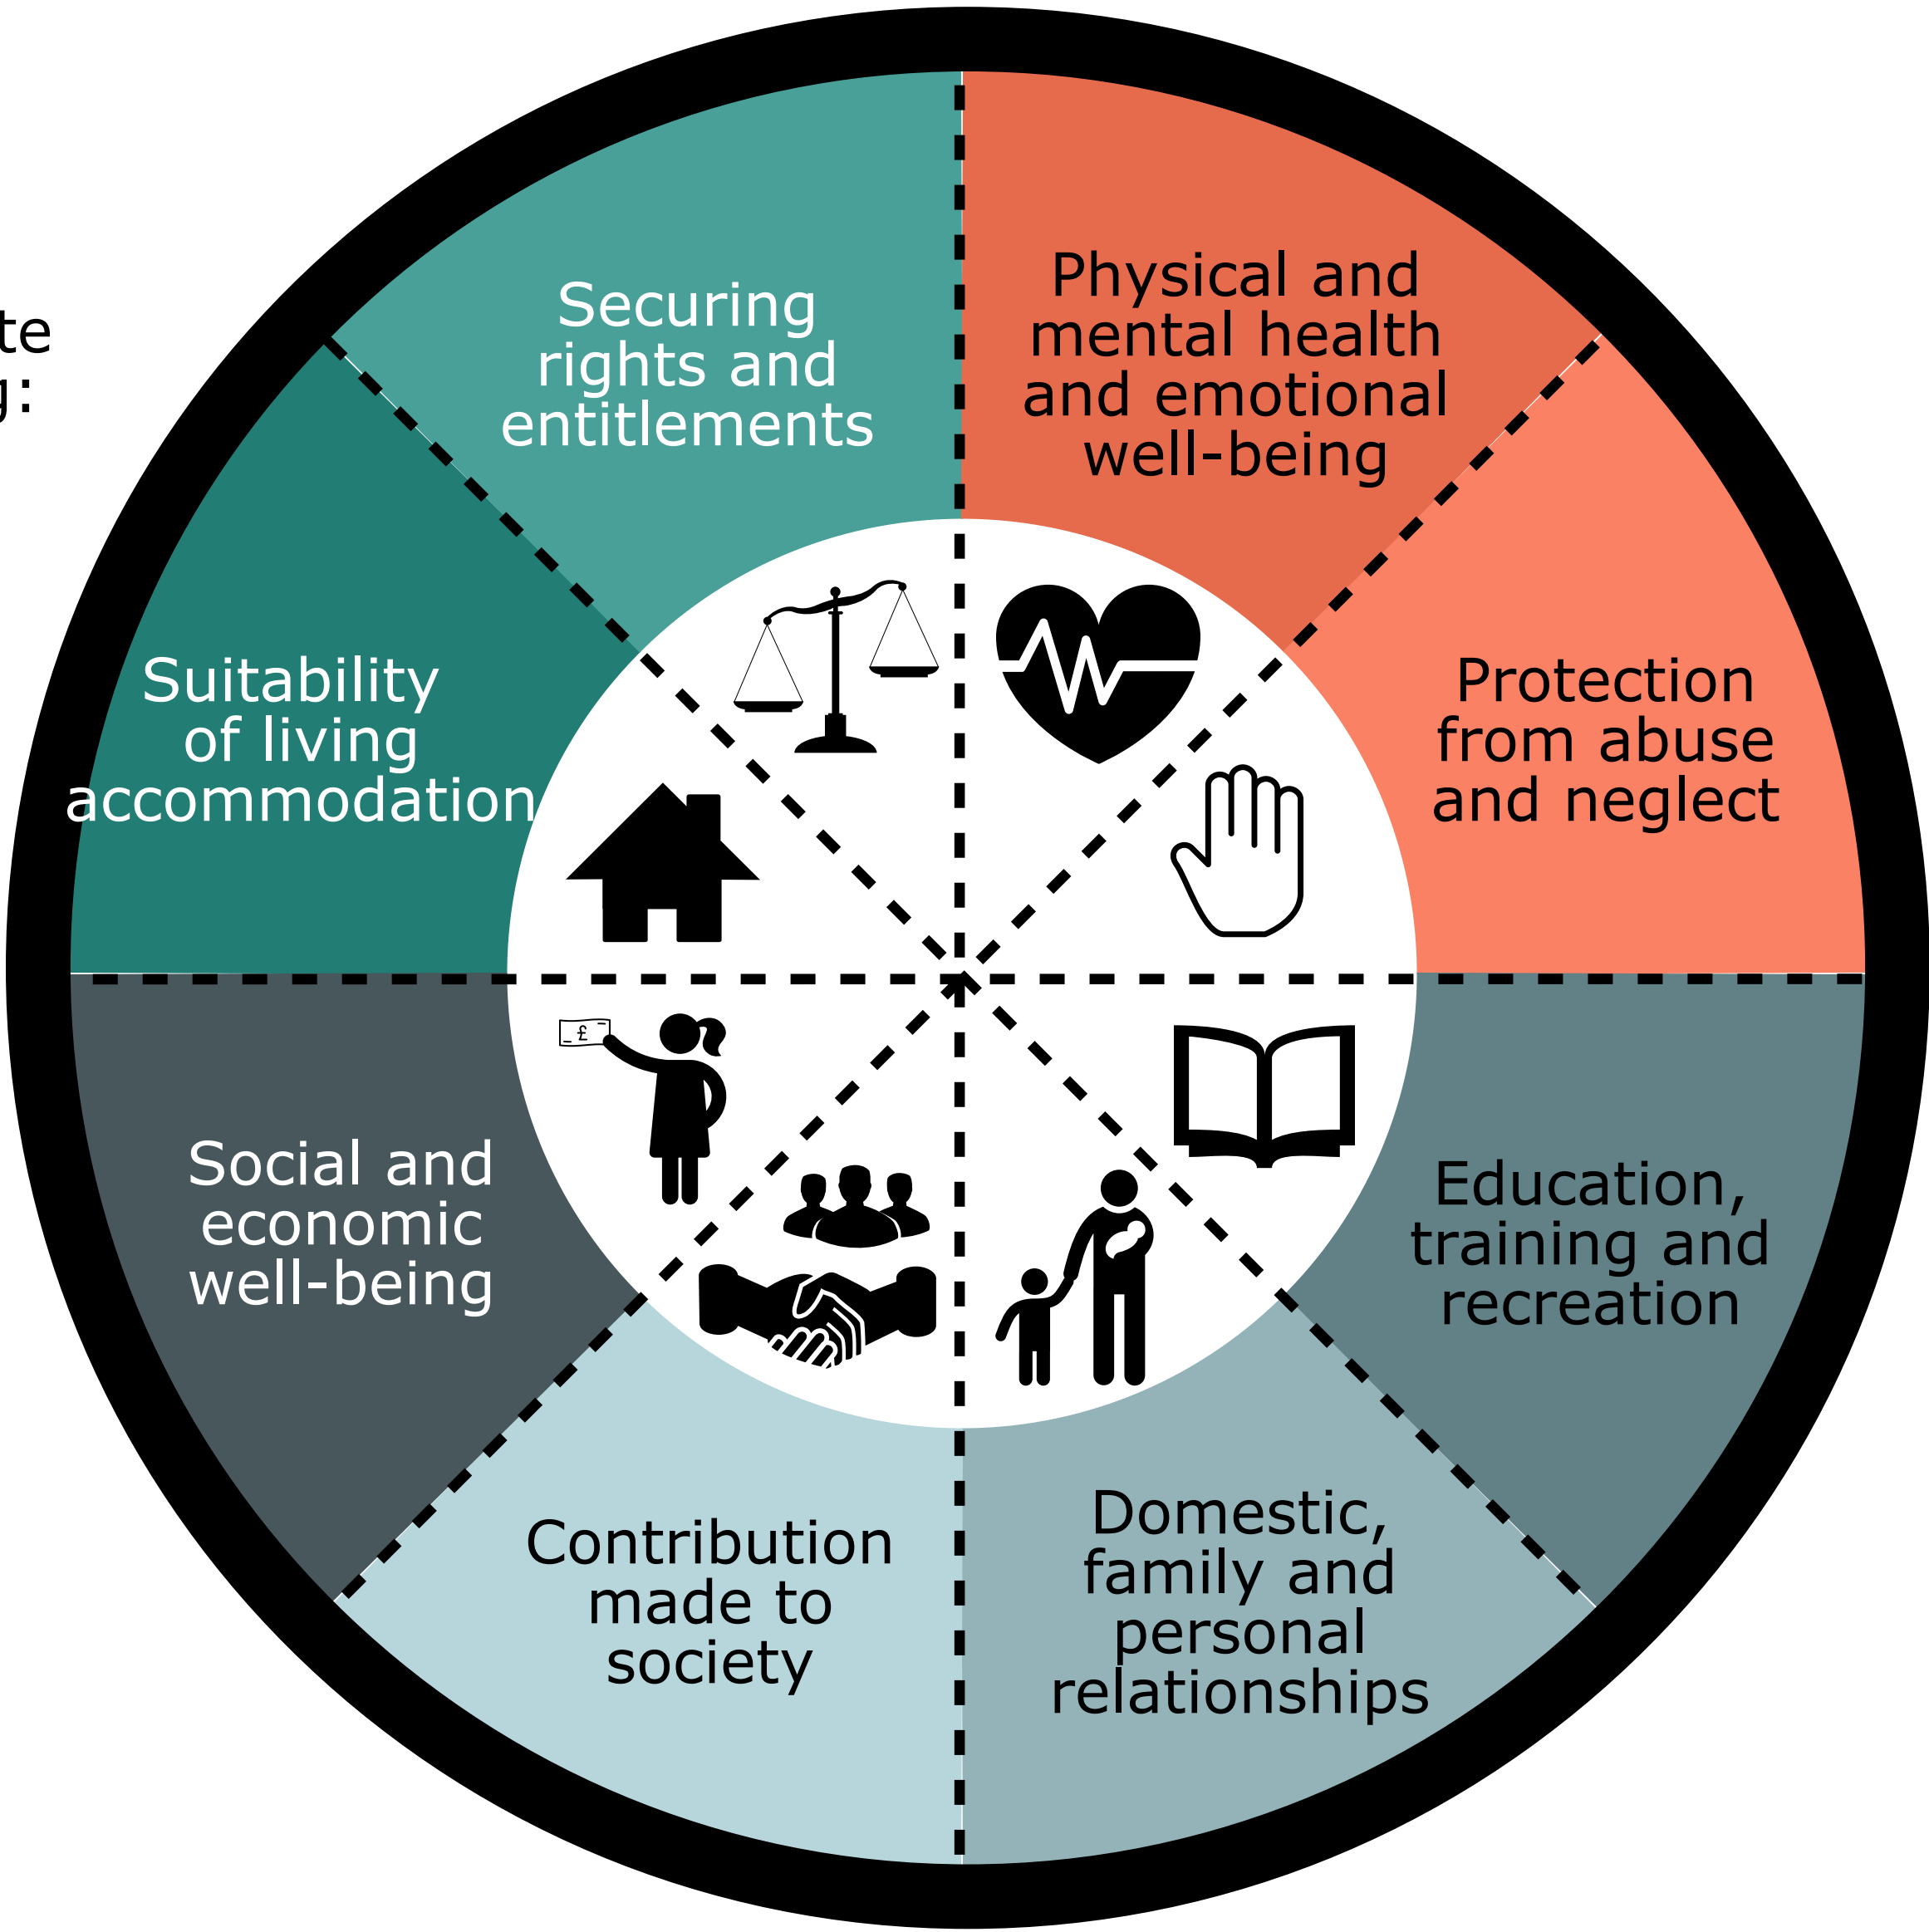 Securing
rights and
entitlements
Physical and
mental health
and emotional
well-being
Protection
from abuse
and neglect
Education,
training and
recreation
Domestic,
family and
personal
relationships
Contribution
made to
society
Social and
economic
well-being
£
Suitability
of living
accommodation